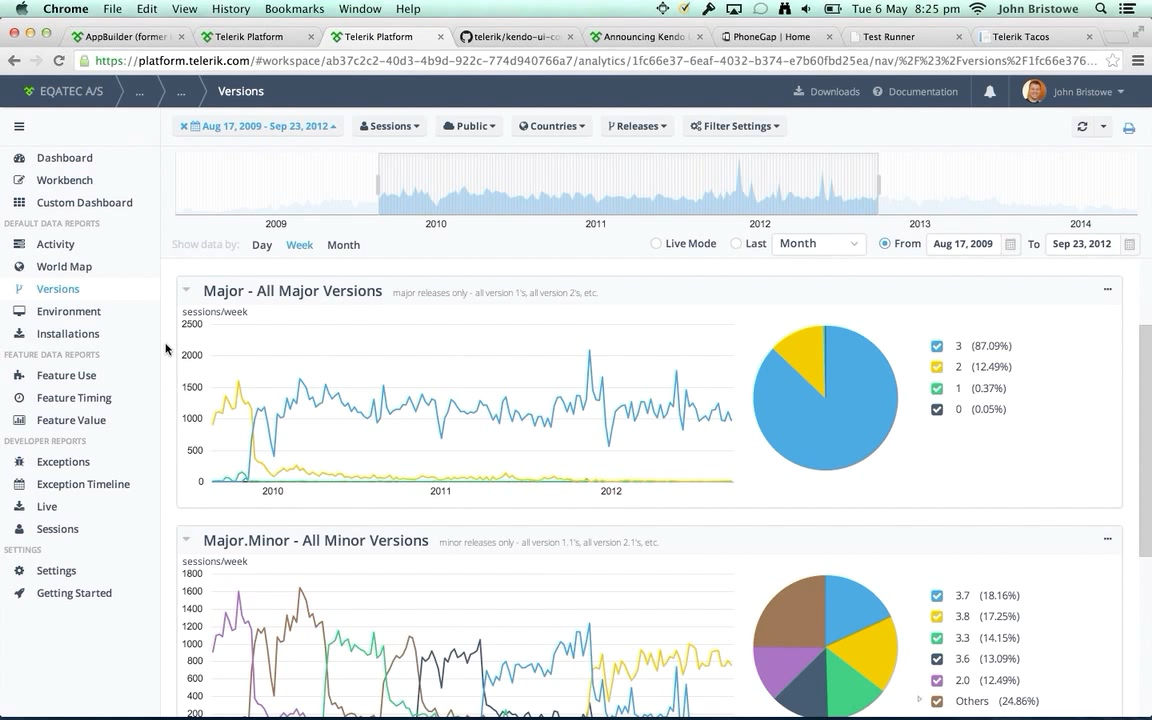 Chrome File Edit View History Bookmarks Window Help Tue 6 May 8:25 pm John Bristowe
AppBuilder (former Telerik Platform Telerik Platform telerik/kendo-ui-co Announcing Kendo PhoneGap | Home Test Runner Telerik Tacos
https://platform.telerik.com/#workspace/ab37c2c2-40d3-4b9d-922c-774d940766a7/analytics/1fc66e37-6eaf-4032-b374-e7b60fbd25ea/nav/%2F%23%2Fversions%2F1fc66e376...
EQATEC A/S ... ... Versions Downloads Documentation John Bristowe
Aug 17, 2009 - Sep 23, 2012 Sessions Public Countries Releases Filter Settings
Dashboard
Workbench
Custom Dashboard
DEFAULT DATA REPORTS
Activity
World Map
Versions
Environment
Installations
FEATURE DATA REPORTS
Feature Use
Feature Timing
Feature Value
DEVELOPER REPORTS
Exceptions
Exception Timeline
Live
Sessions
SETTINGS
Settings
Getting Started
2009 2010 2011 2012 2013 2014
Show data by: Day Week Month Live Mode Last Month From Aug 17, 2009 To Sep 23, 2012
Major - All Major Versions major releases only - all version 1's, all version 2's, etc.
sessions/week
2500
2000
1500
1000
500
0
2010 2011 2012
3 (87.09%)
2 (12.49%)
1 (0.37%)
0 (0.05%)
Major.Minor - All Minor Versions minor releases only - all version 1.1's, all version 2.1's, etc.
sessions/week
1800
1600
1400
1200
1000
800
600
400
200
3.7 (18.16%)
3.8 (17.25%)
3.3 (14.15%)
3.6 (13.09%)
2.0 (12.49%)
Others (24.86%)